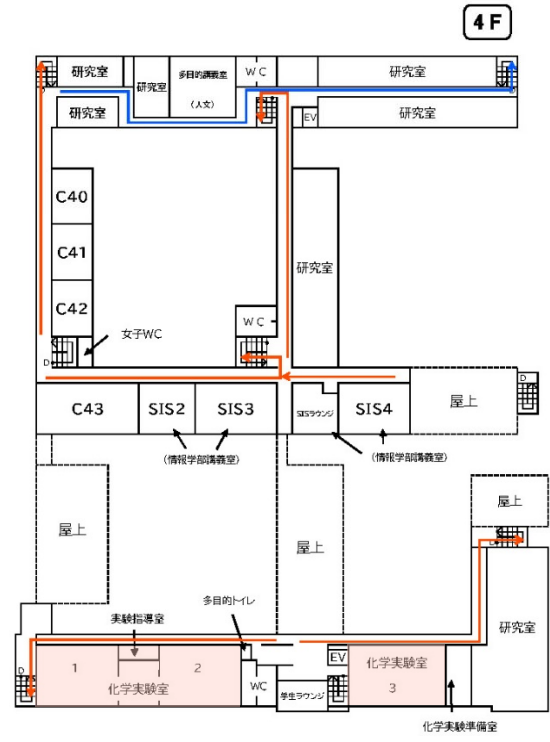 4F
研究室
研究室
多目的講義室
(人文)
WC
研究室
研究室
EV
研究室
C40
C41
C42
研究室
WC
女子WC
D
D
C43
SIS2
SIS3
SISラウンジ
SIS4
屋上
(情報学部講義室)
(情報学部講義室)
屋上
屋上
屋上
研究室
実験指導室
多目的トイレ
D
1
2
化学実験室
WC
EV
学生ラウンジ
化学実験室
3
化学実験準備室